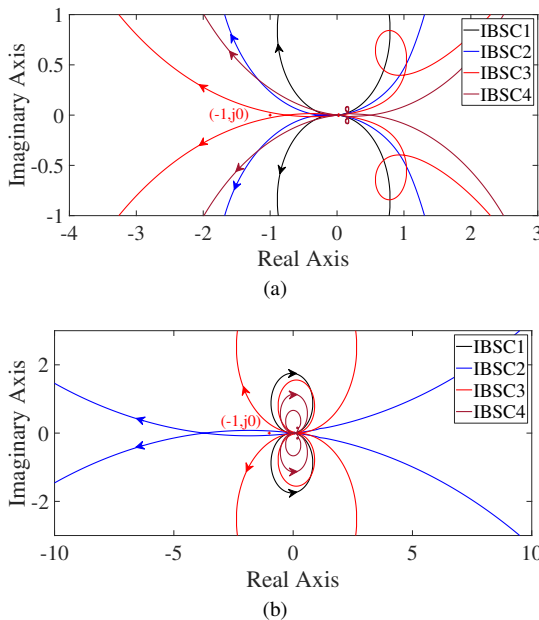 1
0.5
0
-0.5
-1
Imaginary Axis
(-1,j0)
IBSC1
IBSC2
IBSC3
IBSC4
-4 -3 -2 -1 0 1 2 3
Real Axis
(a)
2
0
-2
Imaginary Axis
(-1,j0)
IBSC1
IBSC2
IBSC3
IBSC4
-10 -5 0 5 10
Real Axis
(b)